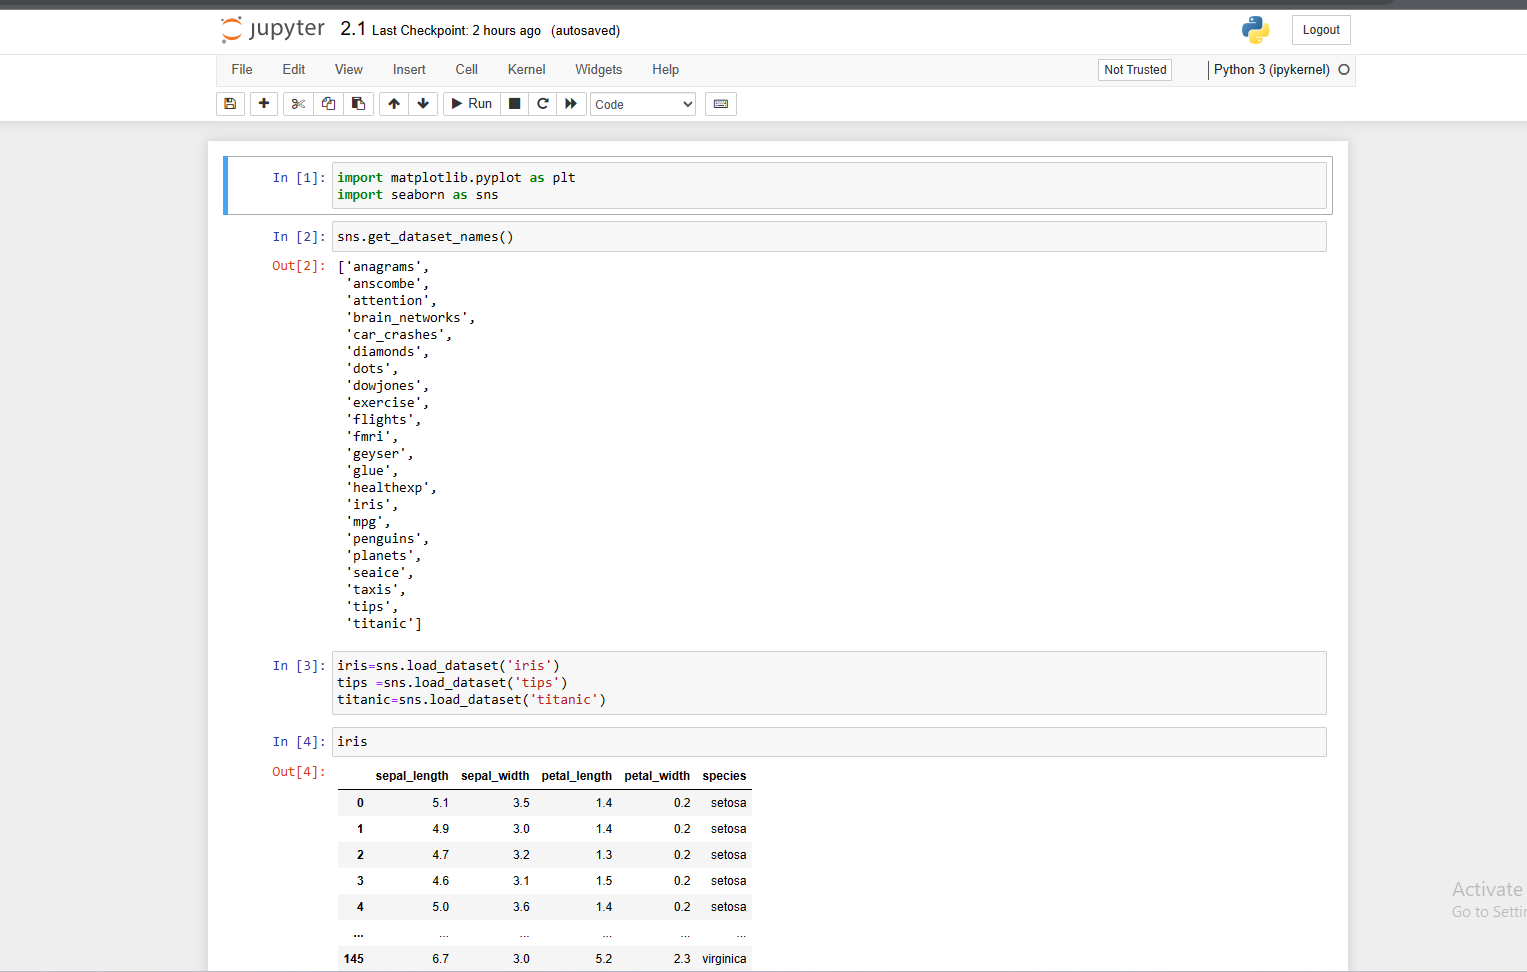 jupyter 2.1 Last Checkpoint: 2 hours ago (autosaved) Logout
File Edit View Insert Cell Kernel Widgets Help Not Trusted Python 3 (ipykernel)
Run Code
In [1]: import matplotlib.pyplot as plt
import seaborn as sns
In [2]: sns.get_dataset_names()
Out[2]: ['anagrams',
'anscombe',
'attention',
'brain_networks',
'car_crashes',
'diamonds',
'dots',
'dowjones',
'exercise',
'flights',
'fmri',
'geyser',
'glue',
'healthexp',
'iris',
'mpg',
'penguins',
'planets',
'seaice',
'taxis',
'tips',
'titanic']
In [3]: iris=sns.load_dataset('iris')
tips =sns.load_dataset('tips')
titanic=sns.load_dataset('titanic')
In [4]: iris
Out[4]:
sepal_length sepal_width petal_length petal_width species
0 5.1 3.5 1.4 0.2 setosa
1 4.9 3.0 1.4 0.2 setosa
2 4.7 3.2 1.3 0.2 setosa
3 4.6 3.1 1.5 0.2 setosa
4 5.0 3.6 1.4 0.2 setosa
... ... ... ... ... ...
145 6.7 3.0 5.2 2.3 virginica
Activate
Go to Settin